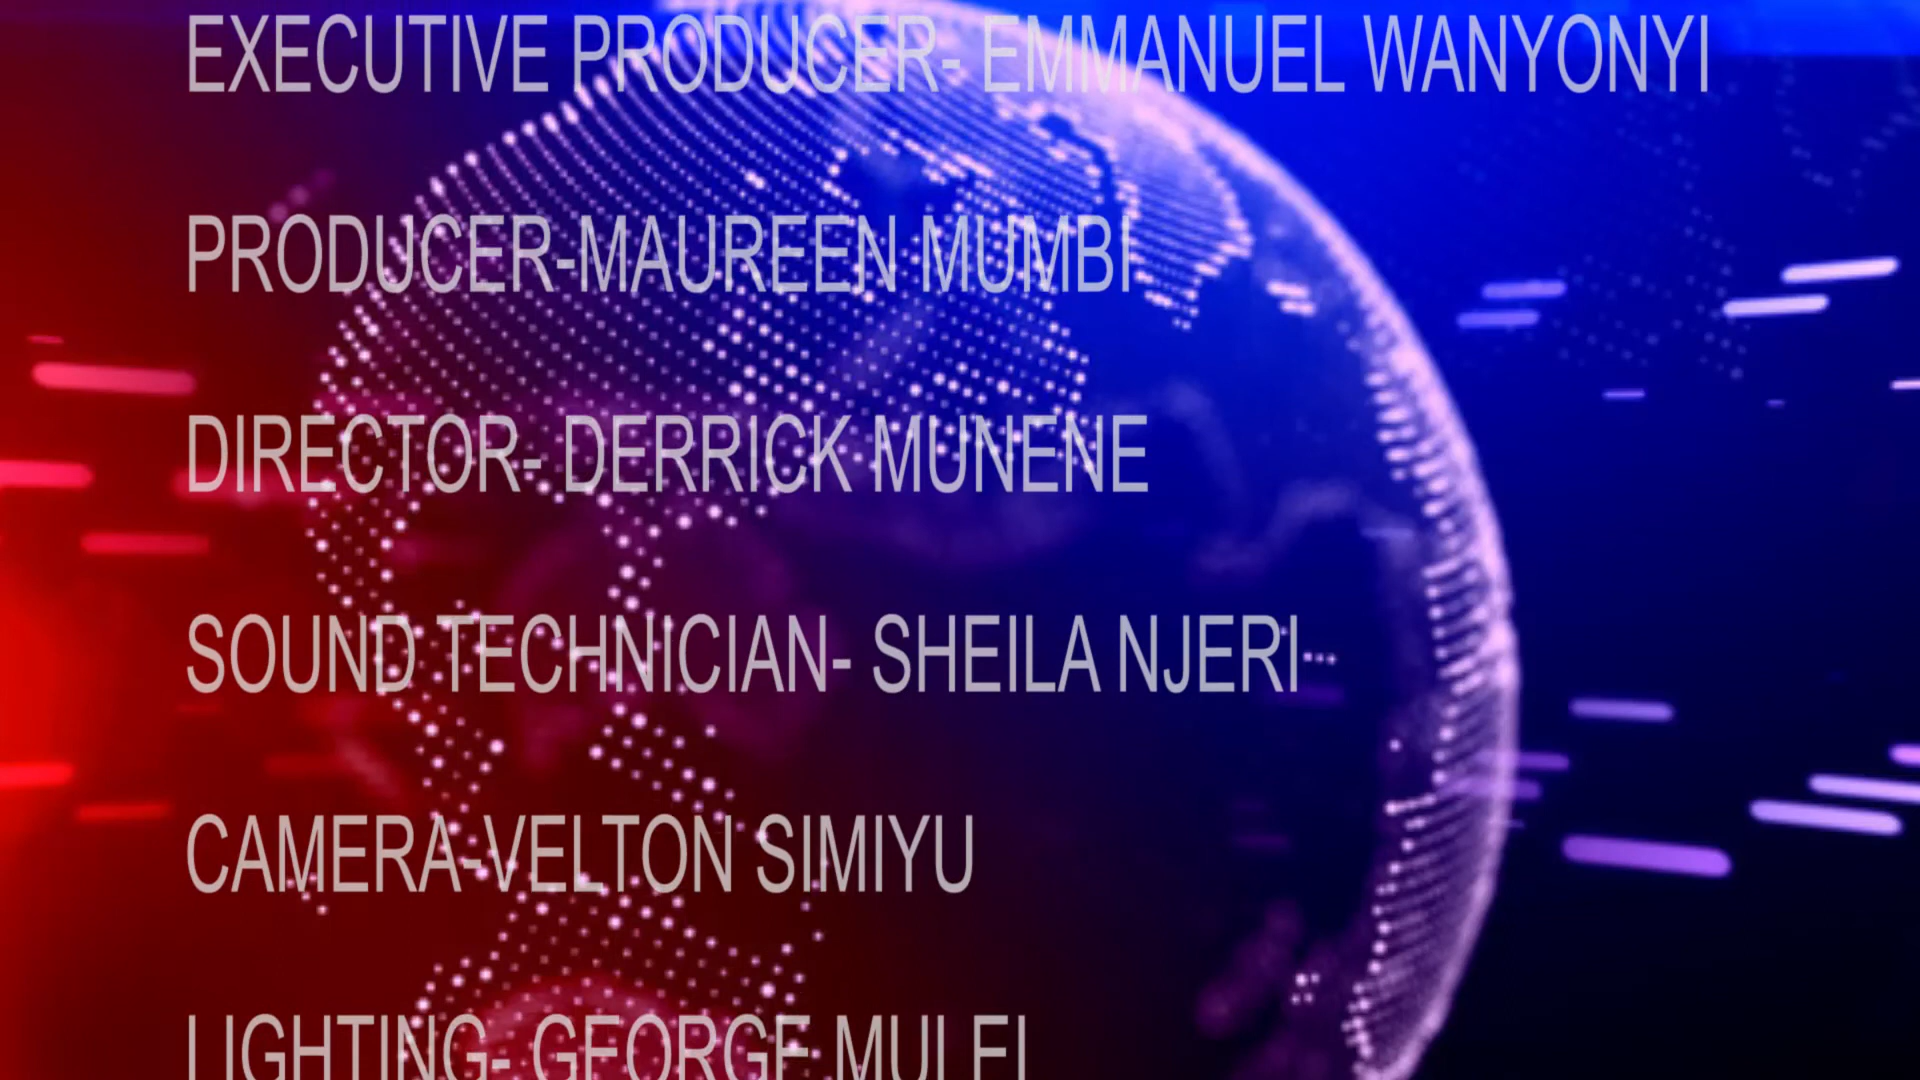 EXECUTIVE PRODUCER- EMMANUEL WANYONYI
PRODUCER-MAUREEN MUMBI
DIRECTOR- DERRICK MUNENE
SOUND TECHNICIAN- SHEILA NJERI
CAMERA-VELTON SIMIYU
LIGHTING- GEORGE MULEI